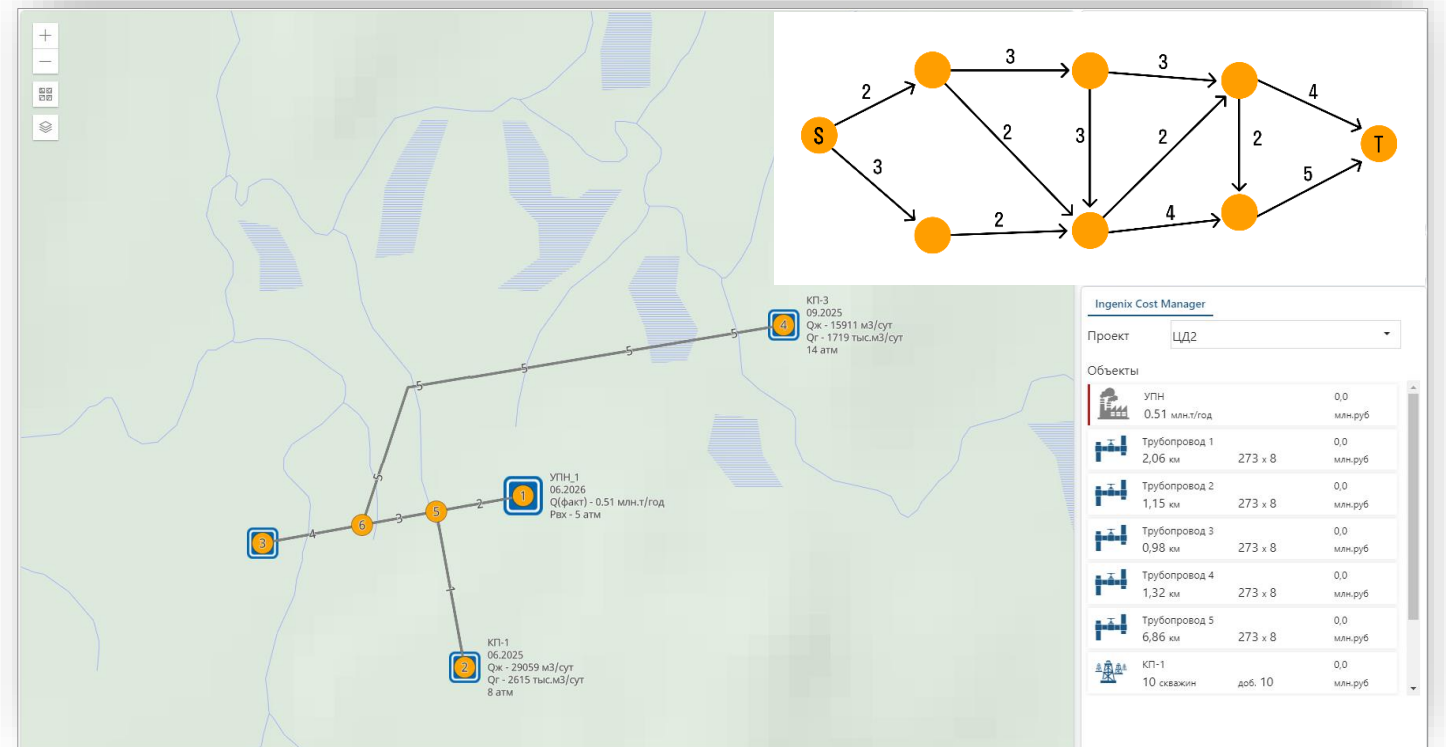 +
−
S
2
3
3
2
2
3
3
2
4
2
4
5
T
КП-3
09.2025
Qж - 15911 м3/сут
Qг - 1719 тыс.м3/сут
14 атм
4
5
5
5
5
5
УПН_1
06.2026
Q(факт) - 0.51 млн.т/год
Рвх - 5 атм
1
2
5
3
6
4
3
1
КП-1
06.2025
Qж - 29059 м3/сут
Qг - 2615 тыс.м3/сут
8 атм
2
Ingenix Cost Manager
Проект ЦД2
Объекты
УПН 0,0
0.51 млн.т/год млн.руб
Трубопровод 1 0,0
2,06 км 273 x 8 млн.руб
Трубопровод 2 0,0
1,15 км 273 x 8 млн.руб
Трубопровод 3 0,0
0,98 км 273 x 8 млн.руб
Трубопровод 4 0,0
1,32 км 273 x 8 млн.руб
Трубопровод 5 0,0
6,86 км 273 x 8 млн.руб
КП-1 0,0
10 скважин доб. 10 млн.руб